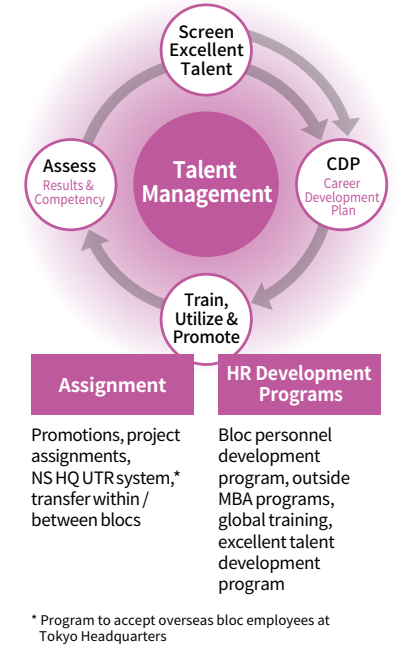 Screen
Excellent
Talent
Assess
Results &
Competency
Talent
Management
CDP
Career
Development
Plan
Train,
Utilize &
Promote
Assignment
Promotions, project
assignments,
NS HQ UTR system,*
transfer within /
between blocs
HR Development
Programs
Bloc personnel
development
program, outside
MBA programs,
global training,
excellent talent
development
program
* Program to accept overseas bloc employees at
Tokyo Headquarters